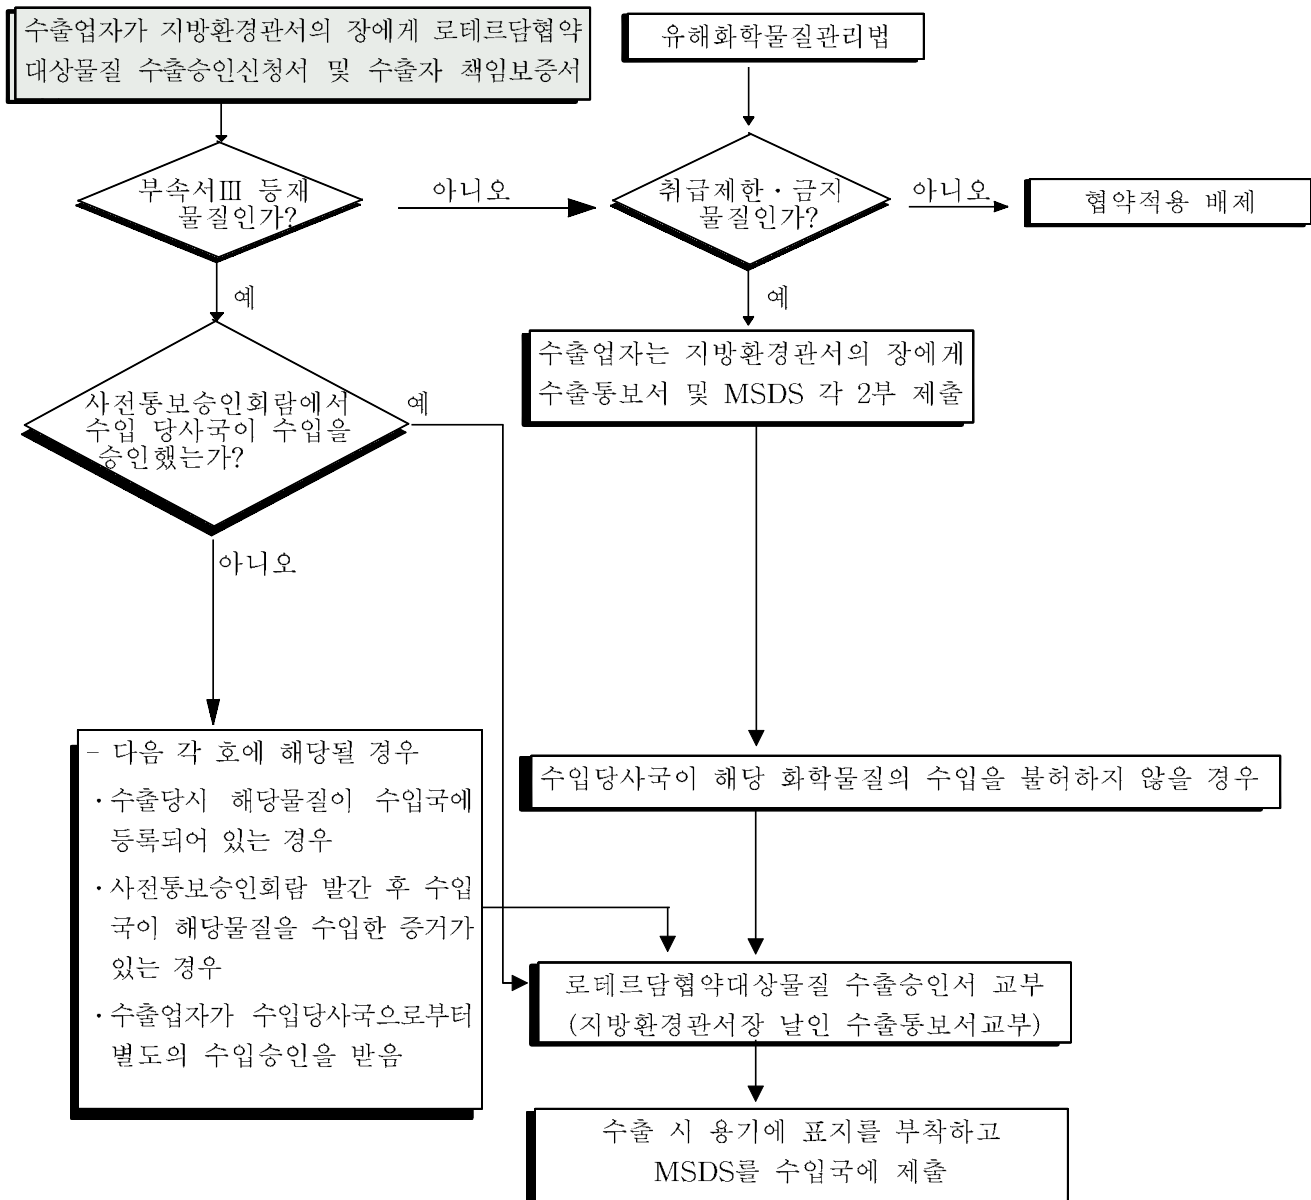 수출업자가 지방환경관서의 장에게 로테르담협약
대상물질 수출승인신청서 및 수출자 책임보증서
유해화학물질관리법
부속서Ⅲ 등재
물질인가?
아니오
취급제한·금지
물질인가?
아니오
협약적용 배제
예
예
수출업자는 지방환경관서의 장에게
수출통보서 및 MSDS 각 2부 제출
사전통보승인회람에서
수입 당사국이 수입을
승인했는가?
예
아니오
- 다음 각 호에 해당될 경우
·수출당시 해당물질이 수입국에
등록되어 있는 경우
·사전통보승인회람 발간 후 수입
국이 해당물질을 수입한 증거가
있는 경우
·수출업자가 수입당사국으로부터
별도의 수입승인을 받음
수입당사국이 해당 화학물질의 수입을 불허하지 않을 경우
로테르담협약대상물질 수출승인서 교부
(지방환경관서장 날인 수출통보서교부)
수출 시 용기에 표지를 부착하고
MSDS를 수입국에 제출